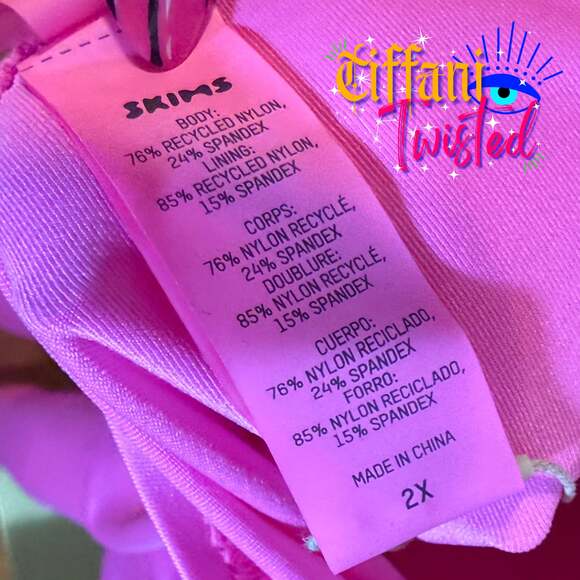 SKIMS
BODY:
76% RECYCLED NYLON,
24% SPANDEX
LINING:
85% RECYCLED NYLON,
15% SPANDEX
CORPS:
76% NYLON RECYCLÉ,
24% SPANDEX
DOUBLURE:
85% NYLON RECYCLÉ,
15% SPANDEX
CUERPO:
76% NYLON RECICLADO,
24% SPANDEX
FORRO:
85% NYLON RECICLADO,
15% SPANDEX
MADE IN CHINA
2X
Tiffani
Twisted